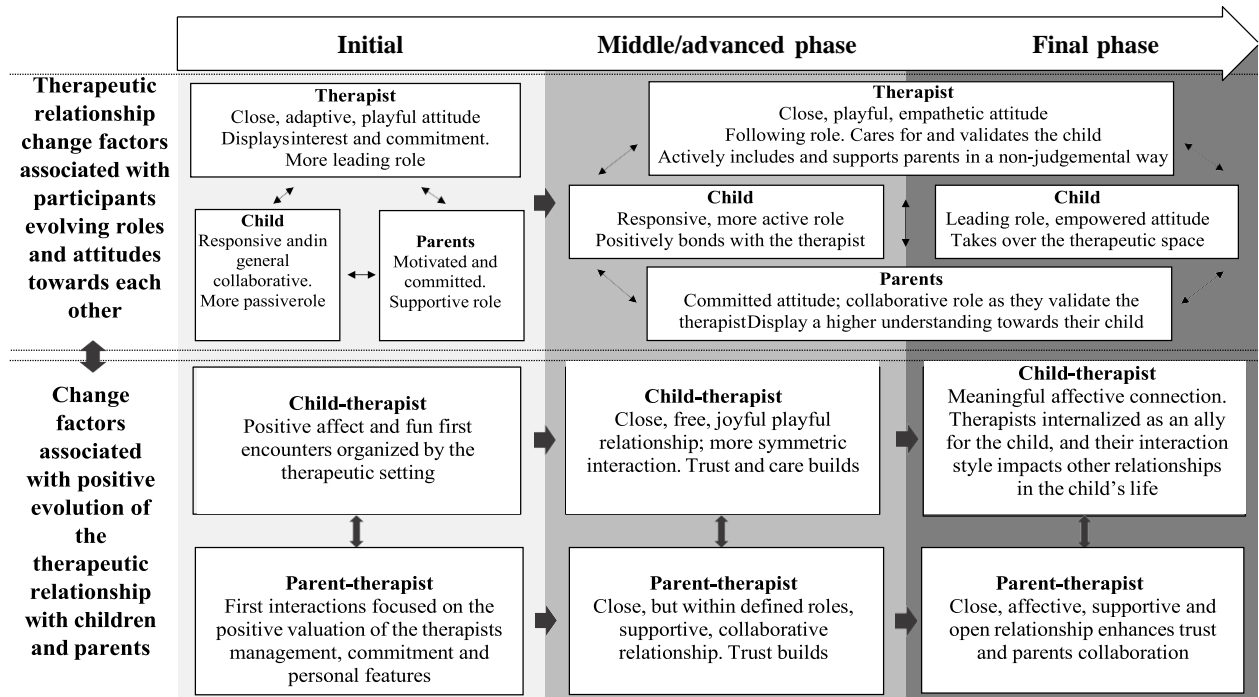 Initial
Middle/advanced phase
Final phase
Therapeutic
relationship
change factors
associated with
participants
evolving roles
and attitudes
towards each
other
Therapist
Close, adaptive, playful attitude
Displaysinterest and commitment.
More leading role
Child
Responsive andin
general
collaborative.
More passiverole
Parents
Motivated and
committed.
Supportive role
Therapist
Close, playful, empathetic attitude
Following role. Cares for and validates the child
Actively includes and supports parents in a non-judgemental way
Child
Responsive, more active role
Positively bonds with the therapist
Child
Leading role, empowered attitude
Takes over the therapeutic space
Parents
Committed attitude; collaborative role as they validate the
therapistDisplay a higher understanding towards their child
Change
factors
associated
with positive
evolution of
the
therapeutic
relationship
with children
and parents
Child-therapist
Positive affect and fun first
encounters organized by the
therapeutic setting
Child-therapist
Close, free, joyful playful
relationship; more symmetric
interaction. Trust and care builds
Child-therapist
Meaningful affective connection.
Therapists internalized as an ally
for the child, and their interaction
style impacts other relationships
in the child’s life
Parent-therapist
First interactions focused on the
positive valuation of the therapists
management, commitment and
personal features
Parent-therapist
Close, but within defined roles,
supportive, collaborative
relationship. Trust builds
Parent-therapist
Close, affective, supportive and
open relationship enhances trust
and parents collaboration